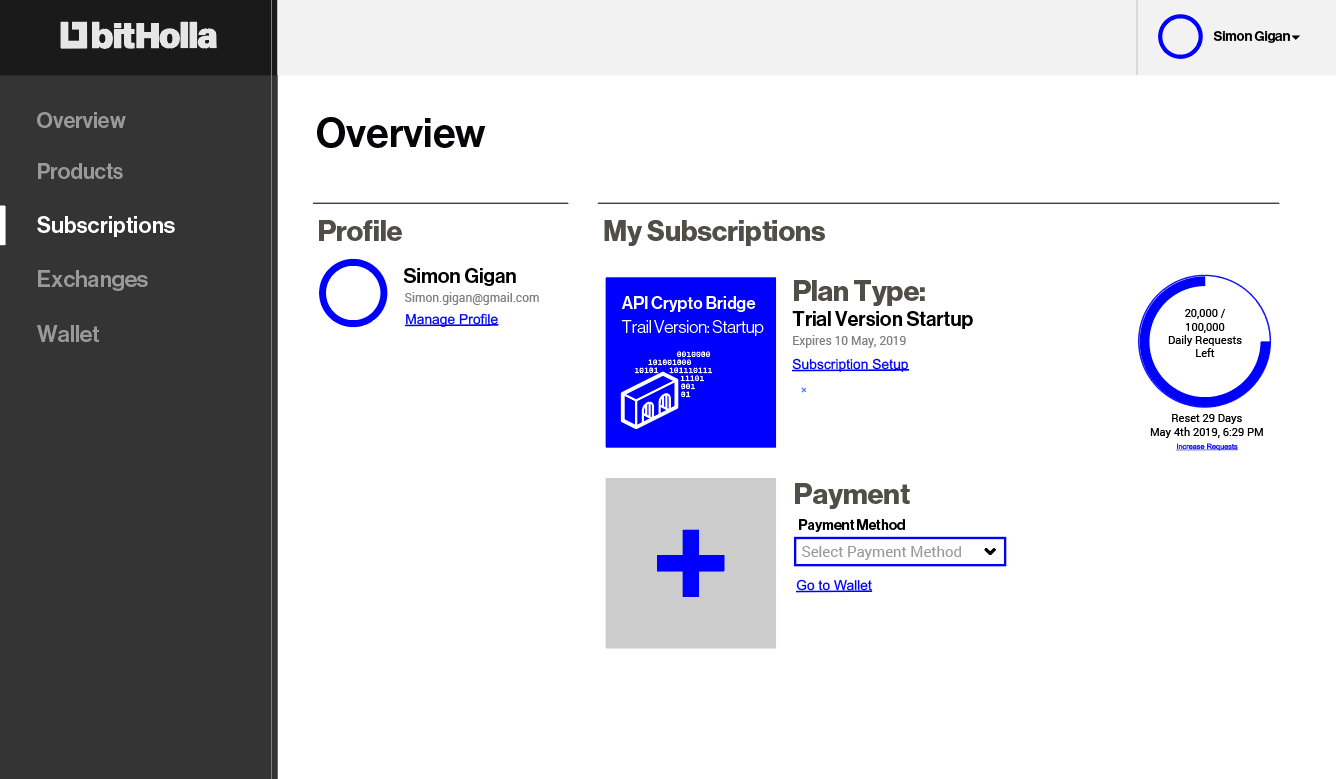 bitHolla
Simon Gigan
Overview
Products
Subscriptions
Exchanges
Wallet
Overview
Profile
Simon Gigan
Simon.gigan@gmail.com
Manage Profile
My Subscriptions
API Crypto Bridge
Trail Version: Startup
0010000
101001000
10101 101110111
11101
001
01
Plan Type:
Trial Version Startup
Expires 10 May, 2019
Subscription Setup
×
20,000 /
100,000
Daily Requests
Left
Reset 29 Days
May 4th 2019, 6:29 PM
Increase Requests
Payment
Payment Method
Select Payment Method
Go to Wallet